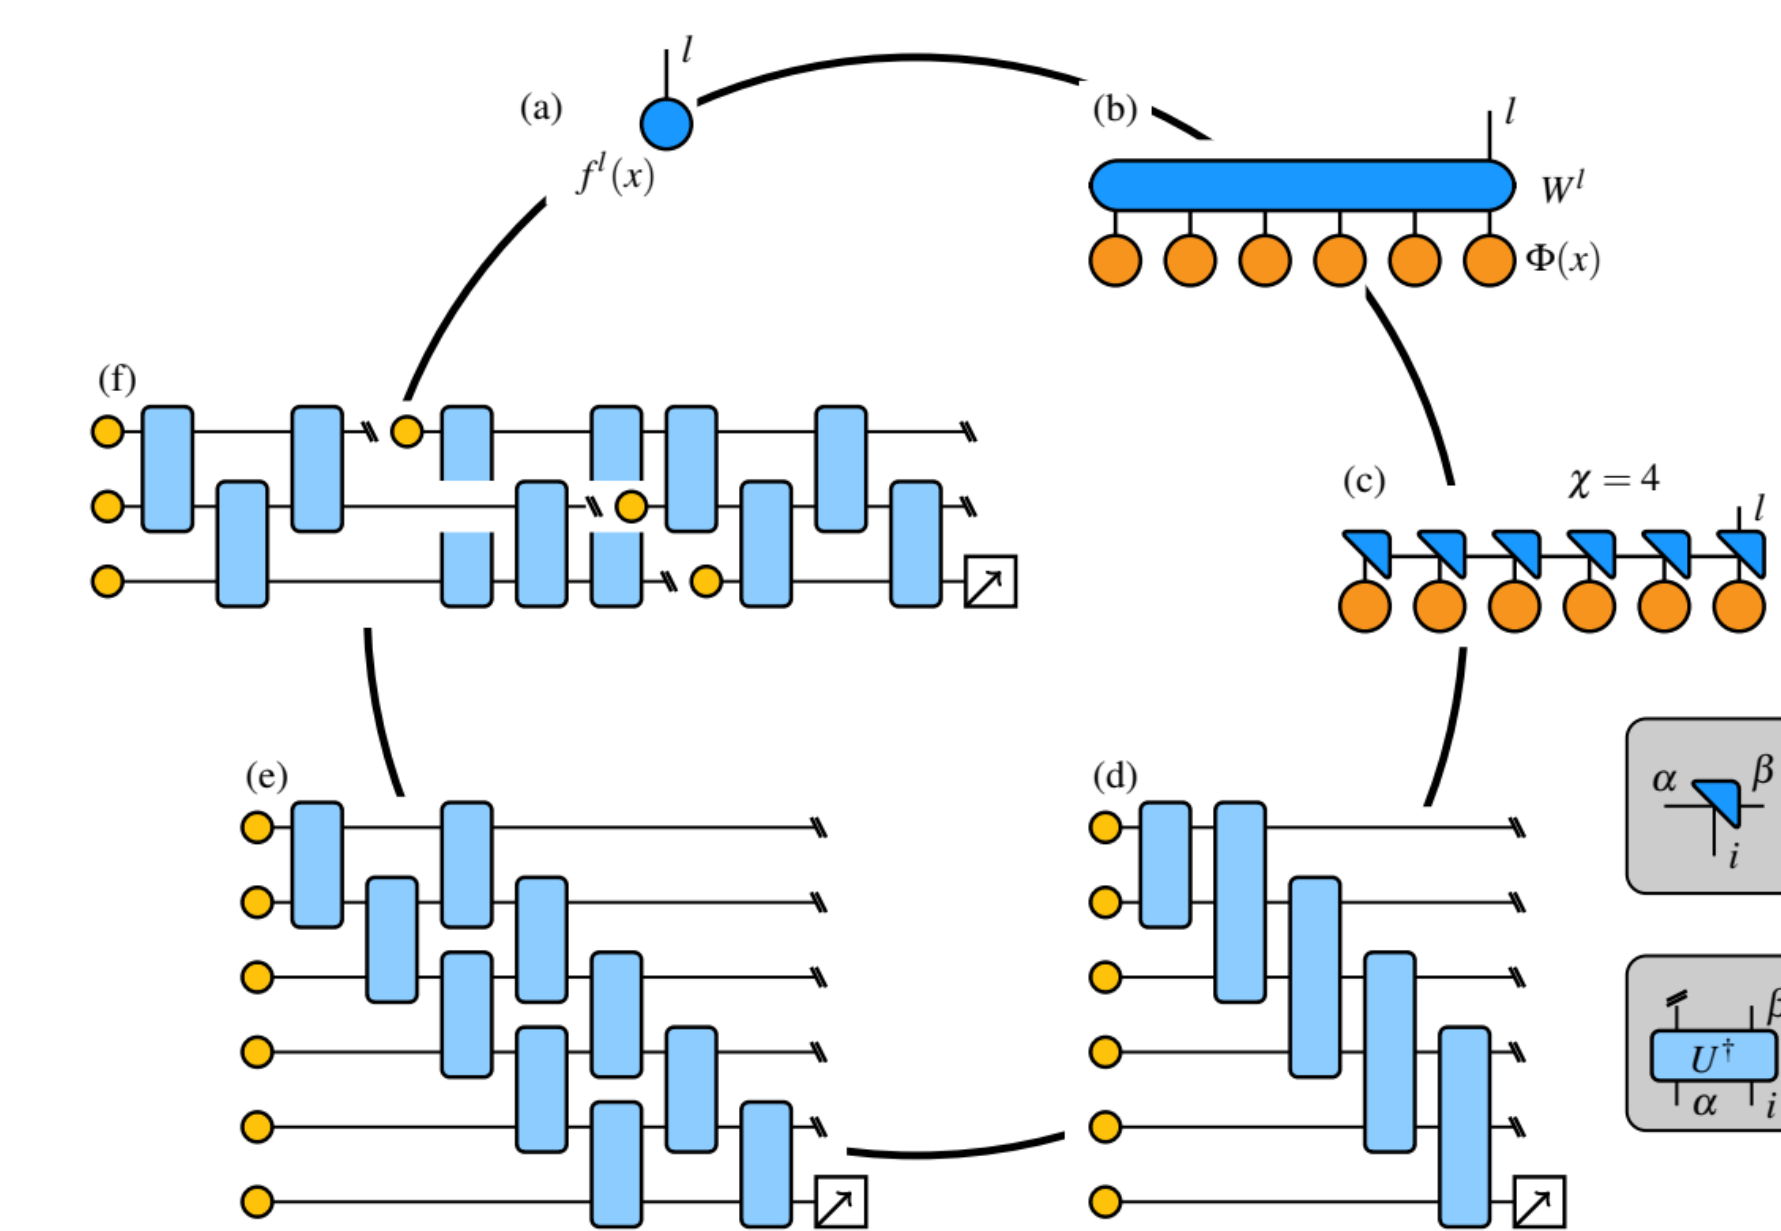 l
(a)
f^l(x)
(b)
l
W^l
Φ(x)
(f)
(c)
χ = 4
l
(e)
(d)
α
β
i
β
U†
α
i